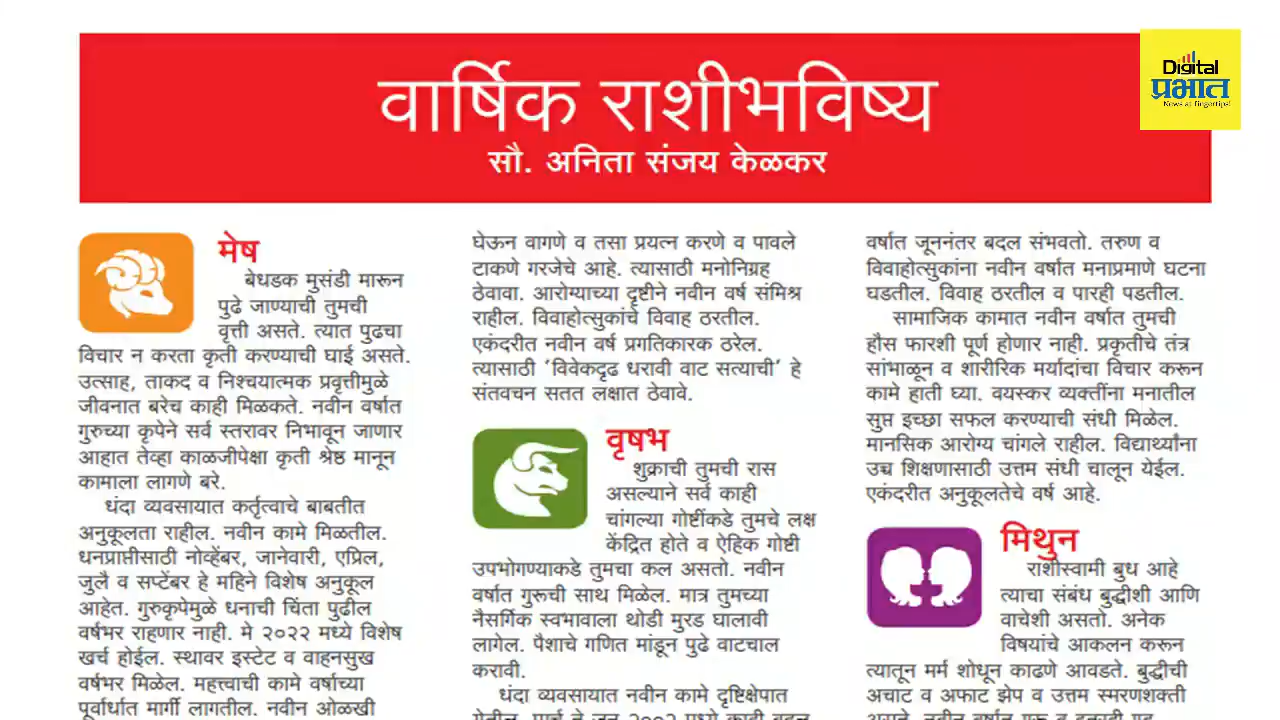 वार्षिक राशीभविष्य
सौ. अनिता संजय केळकर
Digital
प्रभात
News at fingertips!
मेष
बेधडक मुसंडी मारून
पुढे जाण्याची तुमची
वृत्ती असते. त्यात पुढचा
विचार न करता कृती करण्याची घाई असते.
उत्साह, ताकद व निश्चयात्मक प्रवृत्तीमुळे
जीवनात बरेच काही मिळकते. नवीन वर्षात
गुरुच्या कृपेने सर्व स्तरावर निभावून जाणार
आहात तेव्हा काळजीपेक्षा कृती श्रेष्ठ मानून
कामाला लागणे बरे.
धंदा व्यवसायात कर्तृत्वाचे बाबतीत
अनुकूलता राहील. नवीन कामे मिळतील.
धनप्राप्तीसाठी नोव्हेंबर, जानेवारी, एप्रिल,
जुलै व सप्टेंबर हे महिने विशेष अनुकूल
आहेत. गुरुकृपेमुळे धनाची चिंता पुढील
वर्षभर राहणार नाही. मे २०२२ मध्ये विशेष
खर्च होईल. स्थावर इस्टेट व वाहनसुख
वर्षभर मिळेल. महत्त्वाची कामे वर्षाच्या
पूर्वार्धात मार्गी लागतील. नवीन ओळखी
घेऊन वागणे व तसा प्रयत्न करणे व पावले
टाकणे गरजेचे आहे. त्यासाठी मनोनिग्रह
ठेवावा. आरोग्याच्या दृष्टीने नवीन वर्ष संमिश्र
राहील. विवाहोत्सुकांचे विवाह ठरतील.
एकंदरीत नवीन वर्ष प्रगतिकारक ठरेल.
त्यासाठी ‘विवेकदृढ धरावी वाट सत्याची’ हे
संतवचन सतत लक्षात ठेवावे.
वृषभ
शुक्राची तुमची रास
असल्याने सर्व काही
चांगल्या गोष्टींकडे तुमचे लक्ष
केंद्रित होते व ऐहिक गोष्टी
उपभोगण्याकडे तुमचा कल असतो. नवीन
वर्षात गुरूची साथ मिळेल. मात्र तुमच्या
नैसर्गिक स्वभावाला थोडी मुरड घालावी
लागेल. पैशाचे गणित मांडून पुढे वाटचाल
करावी.
धंदा व्यवसायात नवीन कामे दृष्टिक्षेपात
येतील. मार्च ते जून २००२ मध्ये काही बदल
वर्षात जूननंतर बदल संभवतो. तरुण व
विवाहोत्सुकांना नवीन वर्षात मनाप्रमाणे घटना
घडतील. विवाह ठरतील व पारही पडतील.
सामाजिक कामात नवीन वर्षात तुमची
हौस फारशी पूर्ण होणार नाही. प्रकृतीचे तंत्र
सांभाळून व शारीरिक मर्यादांचा विचार करून
कामे हाती घ्या. वयस्कर व्यक्तींना मनातील
सुप्त इच्छा सफल करण्याची संधी मिळेल.
मानसिक आरोग्य चांगले राहील. विद्यार्थ्यांना
उच्च शिक्षणासाठी उत्तम संधी चालून येईल.
एकंदरीत अनुकूलतेचे वर्ष आहे.
मिथुन
राशीस्वामी बुध आहे
त्याचा संबंध बुद्धीशी आणि
वाचेशी असतो. अनेक
विषयांचे आकलन करून
त्यातून मर्म शोधून काढणे आवडते. बुद्धीची
अचाट व अफाट झेप व उत्तम स्मरणशक्ती
असते. नवीन वर्षात गुरू व